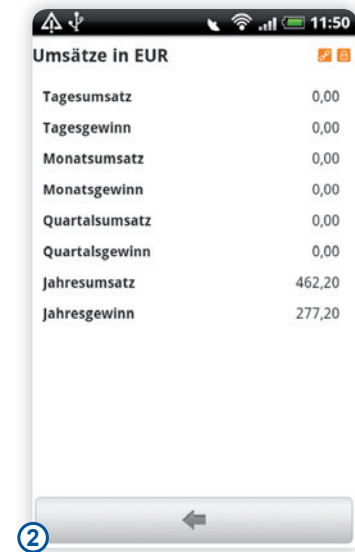 11:50
Umsätze in EUR
Tagesumsatz 0,00
Tagesgewinn 0,00
Monatsumsatz 0,00
Monatsgewinn 0,00
Quartalsumsatz 0,00
Quartalsgewinn 0,00
Jahresumsatz 462,20
Jahresgewinn 277,20
2